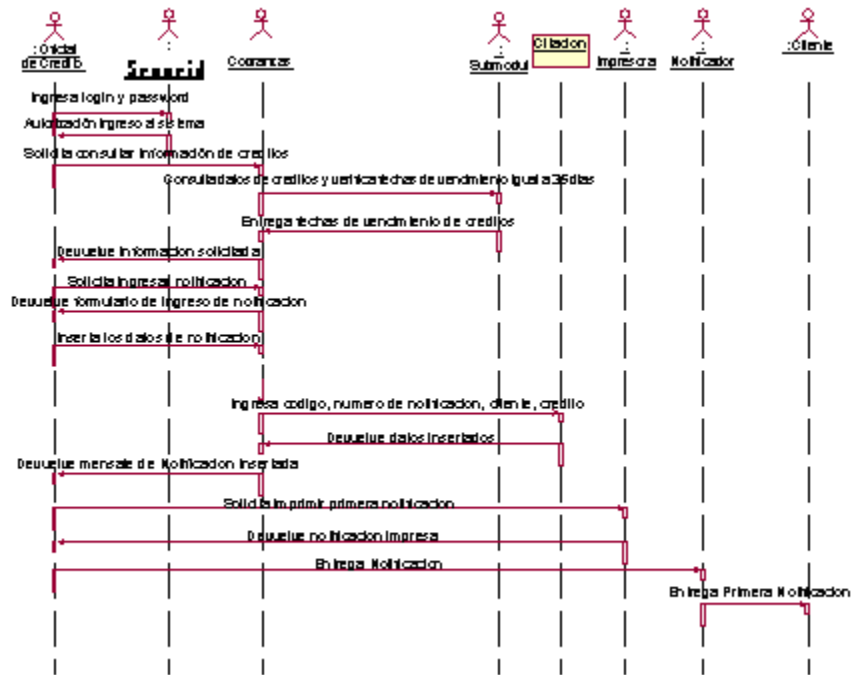 : Oficial
de Credito
:
Cobranzas
:
Submodul
Citacion
:
Impresora
:
Notificador
:Cliente
Ingresa login y password
Autorización ingreso al sistema
Solicita consultar información de creditos
Consulta datos de creditos y verifica fechas de vencimiento igual a 35 dias
Entrega fechas de vencimiento de creditos
Devuelve informacion solicitada
Solicita ingresar notificacion
Devuelve formulario de ingreso de notificacion
Inserta los datos de notificacion
Ingresa codigo, numero de notificacion, cliente, credito
Devuelve datos insertados
Devuelve mensaje de Notificacion insertada
Solicita imprimir primera notificacion
Devuelve notificacion impresa
Entrega Notificacion
Entrega Primera Notificacion